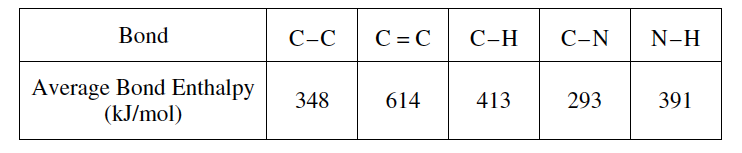 Bond C–C C = C C–H C–N N–H
Average Bond Enthalpy
(kJ/mol) 348 614 413 293 391